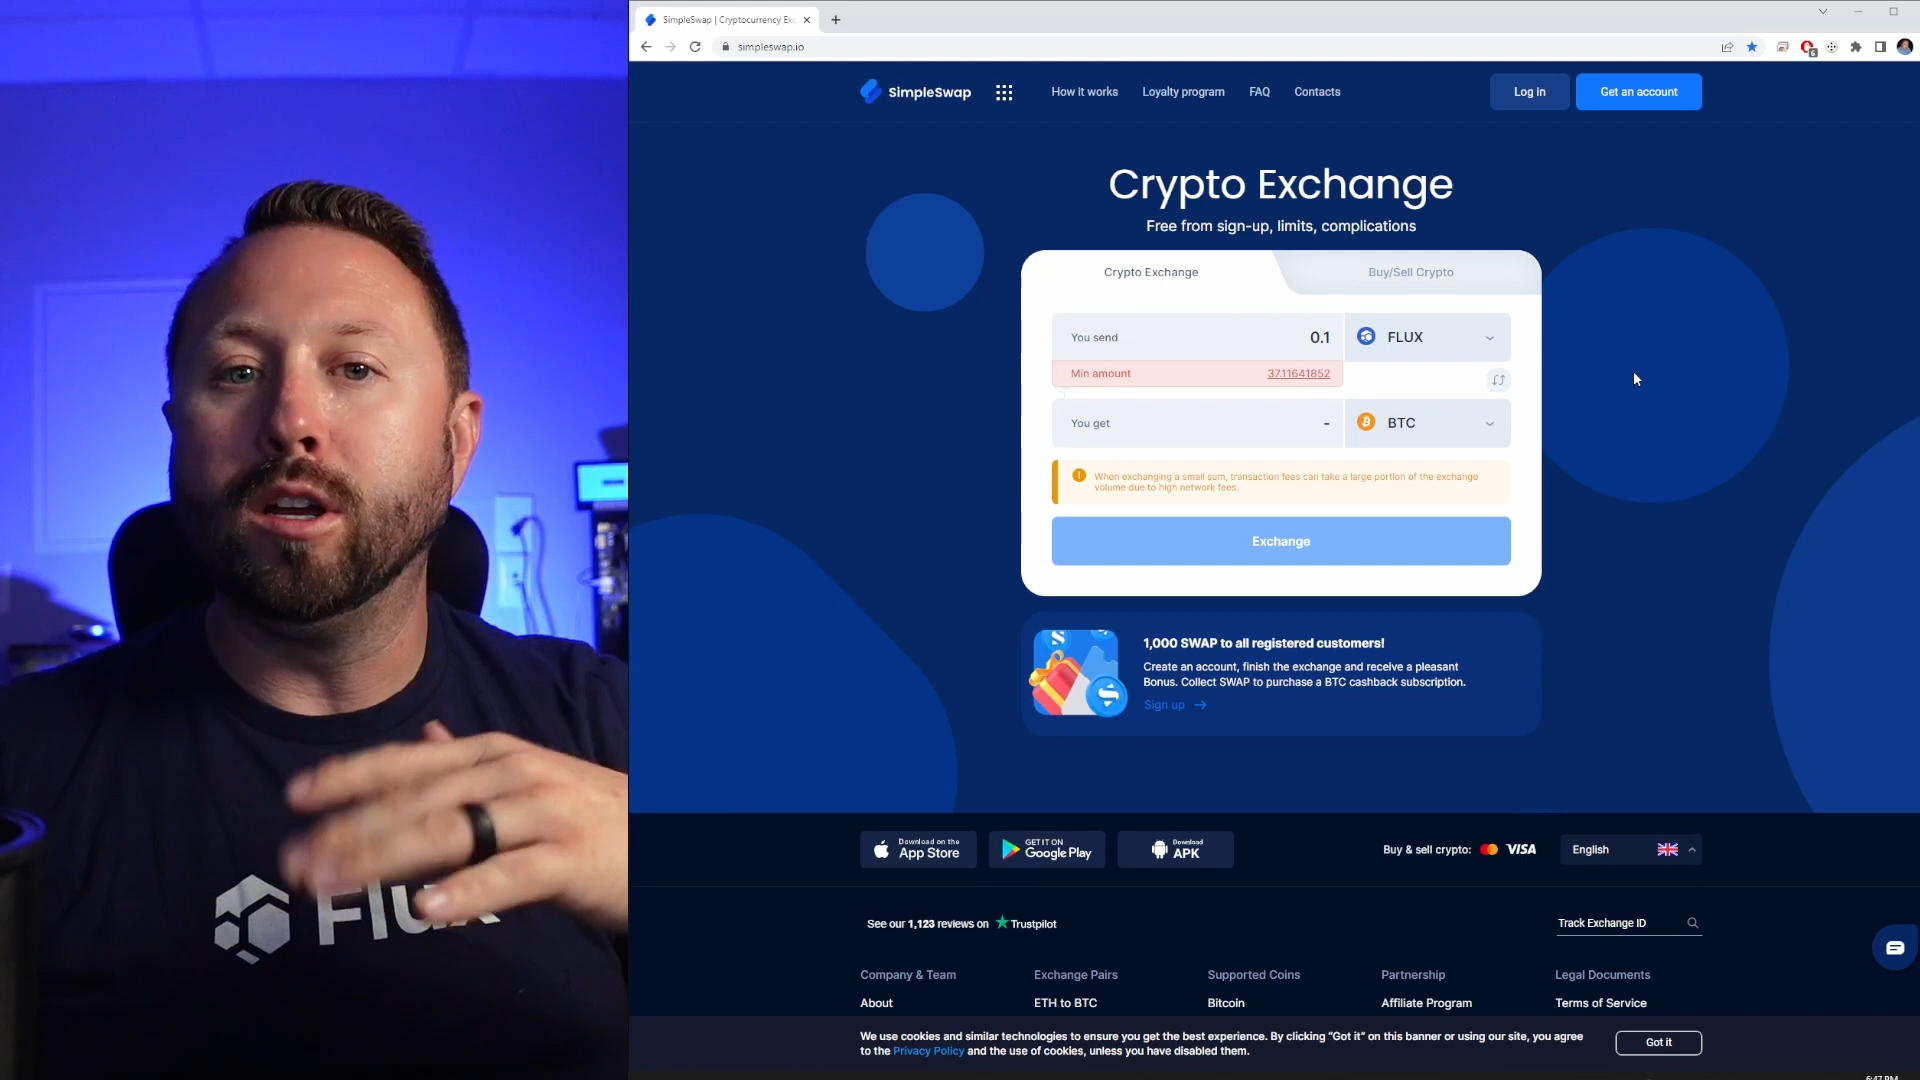 SimpleSwap | Cryptocurrency Exc
simpleswap.io
6
SimpleSwap
How it works
Loyalty program
FAQ
Contacts
Log in
Get an account
Crypto Exchange
Free from sign-up, limits, complications
Crypto Exchange
Buy/Sell Crypto
You send
0.1
FLUX
Min amount
37.11641852
You get
-
BTC
When exchanging a small sum, transaction fees can take a large portion of the exchange
volume due to high network fees.
Exchange
1,000 SWAP to all registered customers!
Create an account, finish the exchange and receive a pleasant
Bonus. Collect SWAP to purchase a BTC cashback subscription.
Sign up →
Download on the
App Store
GET IT ON
Google Play
Download
APK
Buy & sell crypto:
VISA
English
See our 1,123 reviews on
Trustpilot
Track Exchange ID
Company & Team
Exchange Pairs
Supported Coins
Partnership
Legal Documents
About
ETH to BTC
Bitcoin
Affiliate Program
Terms of Service
We use cookies and similar technologies to ensure you get the best experience. By clicking "Got it" on this banner or using our site, you agree
to the Privacy Policy and the use of cookies, unless you have disabled them.
Got it
6:47 PM
Flux